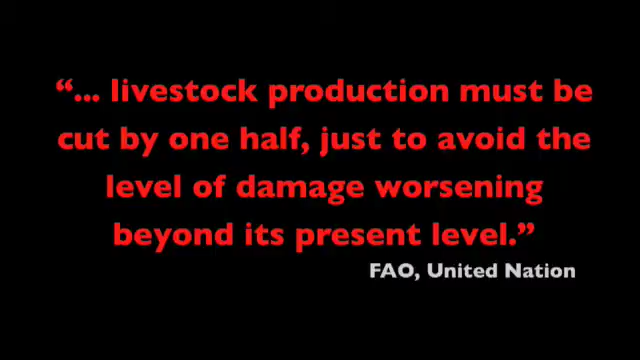 “... livestock production must be
cut by one half, just to avoid the
level of damage worsening
beyond its present level.”
FAO, United Nation